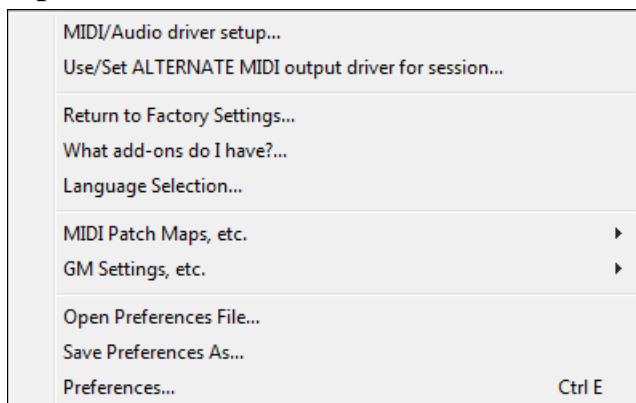 MIDI/Audio driver setup...
Use/Set ALTERNATE MIDI output driver for session...
Return to Factory Settings...
What add-ons do I have?...
Language Selection...
MIDI Patch Maps, etc.
GM Settings, etc.
Open Preferences File...
Save Preferences As...
Preferences... Ctrl E